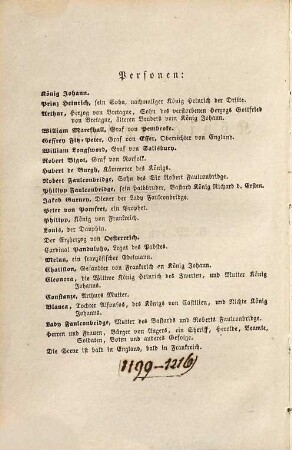 Personen:
König Johann.
Prinz Heinrich, sein Sohn, nachmaliger König Heinrich der Dritte.
Arthur, Herzog von Bretagne, Sohn des verstorbenen Herzogs Gottfried
von Bretagne, älteren Bruders vom König Johann.
William Mareshall, Graf von Pembroke.
Geffrey Fitz-Peter, Graf von Essex, Oberrichter von England.
William Longsword, Graf von Salisbury.
Robert Bigot, Graf von Norfolk.
Hubert de Burgh, Kämmerer des Königs.
Robert Faulconbridge, Sohn des Sir Robert Faulconbridge.
Philipp Faulconbridge, sein Halbbruder, Bastard König Richard d. Ersten.
Jakob Gurney, Diener der Lady Faulconbridge.
Peter von Pomfret, ein Prophet.
Philipp, König von Frankreich.
Louis, der Dauphin.
Der Erzherzog von Oesterreich.
Cardinal Pandulpho, Legat des Pabstes.
Melun, ein französischer Edelmann.
Chatillon, Gesandter von Frankreich an König Johann.
Eleonora, die Wittwe König Heinrich des Zweiten, und Mutter König
Johanns.
Constanze, Arthurs Mutter.
Blanca, Tochter Alfonsos, des Königs von Castilien, und Nichte König
Johanns.
Lady Faulconbridge, Mutter des Bastards und Roberts Faulconbridge.
Herren und Frauen, Bürger von Angers, ein Sheriff, Herolde, Beamte,
Soldaten, Boten und anderes Gefolge.
Die Scene ist bald in England, bald in Frankreich.
1199-1216